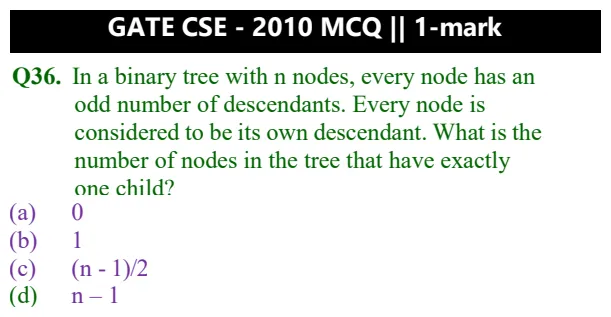 GATE CSE - 2010 MCQ || 1-mark
Q36. In a binary tree with n nodes, every node has an
odd number of descendants. Every node is
considered to be its own descendant. What is the
number of nodes in the tree that have exactly
one child?
(a) 0
(b) 1
(c) (n - 1)/2
(d) n – 1